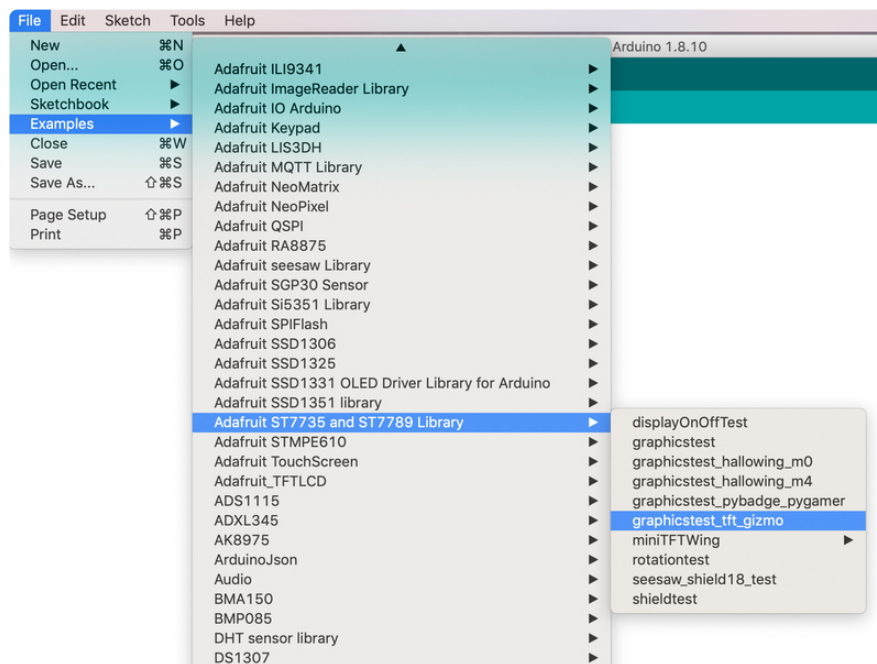 File Edit Sketch Tools Help
Arduino 1.8.10
New ⌘N
Open... ⌘O
Open Recent ▶
Sketchbook ▶
Examples ▶
Close ⌘W
Save ⌘S
Save As... ⇧⌘S
Page Setup ⇧⌘P
Print ⌘P
▲
Adafruit ILI9341 ▶
Adafruit ImageReader Library ▶
Adafruit IO Arduino ▶
Adafruit Keypad ▶
Adafruit LIS3DH ▶
Adafruit MQTT Library ▶
Adafruit NeoMatrix ▶
Adafruit NeoPixel ▶
Adafruit QSPI ▶
Adafruit RA8875 ▶
Adafruit seesaw Library ▶
Adafruit SGP30 Sensor ▶
Adafruit Si5351 Library ▶
Adafruit SPIFlash ▶
Adafruit SSD1306 ▶
Adafruit SSD1325 ▶
Adafruit SSD1331 OLED Driver Library for Arduino ▶
Adafruit SSD1351 library ▶
Adafruit ST7735 and ST7789 Library ▶
Adafruit STMPE610 ▶
Adafruit TouchScreen ▶
Adafruit_TFTLCD ▶
ADS1115 ▶
ADXL345 ▶
AK8975 ▶
ArduinoJson ▶
Audio ▶
BMA150 ▶
BMP085 ▶
DHT sensor library ▶
DS1307 ▶
displayOnOffTest
graphicstest
graphicstest_hallowing_m0
graphicstest_hallowing_m4
graphicstest_pybadge_pygamer
graphicstest_tft_gizmo
miniTFTWing ▶
rotationtest
seesaw_shield18_test
shieldtest